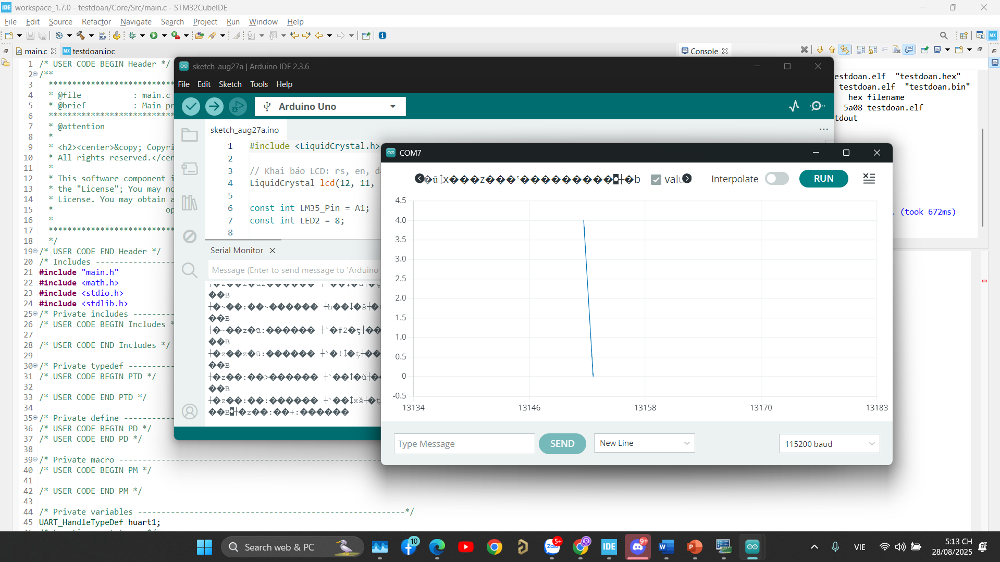 workspace_1.7.0 - testdoan/Core/Src/main.c - STM32CubeIDE
File Edit Source Refactor Navigate Search Project Run Window Help
main.c
testdoan.ioc
Console
1 /* USER CODE BEGIN Header */
2 /**
3 ****************************
4 * @file : main.c
5 * @brief : Main pr
6 ****************************
7 * @attention
8 *
9 * <h2><center>&copy; Copyri
10 * All rights reserved.</cen
11 *
12 * This software component i
13 * the "License"; You may no
14 * License. You may obtain a
15 * op
16 *
17 ****************************
18 */
19 /* USER CODE END Header */
20 /* Includes ------------------
21 #include "main.h"
22 #include <math.h>
23 #include <stdio.h>
24 #include <stdlib.h>
25 /* Private includes ----------
26 /* USER CODE BEGIN Includes *
27
28 /* USER CODE END Includes */
29
30 /* Private typedef -----------
31 /* USER CODE BEGIN PTD */
32
33 /* USER CODE END PTD */
34
35 /* Private define ------------
36 /* USER CODE BEGIN PD */
37 /* USER CODE END PD */
38
39 /* Private macro -------------
40 /* USER CODE BEGIN PM */
41
42 /* USER CODE END PM */
43
44 /* Private variables ---------------------------------------------------------*/
45 UART_HandleTypeDef huart1;
estdoan.elf "testdoan.hex"
testdoan.elf "testdoan.bin"
hex filename
5a08 testdoan.elf
tdout
. (took 672ms)
sketch_aug27a | Arduino IDE 2.3.6
File Edit Sketch Tools Help
Arduino Uno
sketch_aug27a.ino
1 #include <LiquidCrystal.h>
2
3 // Khai báo LCD: rs, en, d
4 LiquidCrystal lcd(12, 11,
5
6 const int LM35_Pin = A1;
7 const int LED2 = 8;
8
Serial Monitor
Message (Enter to send message to 'Arduino
COM7
valu
Interpolate
RUN
4.5
4.0
3.5
3.0
2.5
2.0
1.5
1.0
0.5
0
-0.5
13134 13146 13158 13170 13183
Type Message
SEND
New Line
115200 baud
Search web & PC
10
Zalo
5+
IDE
9+
VIE
5:13 CH
28/08/2025